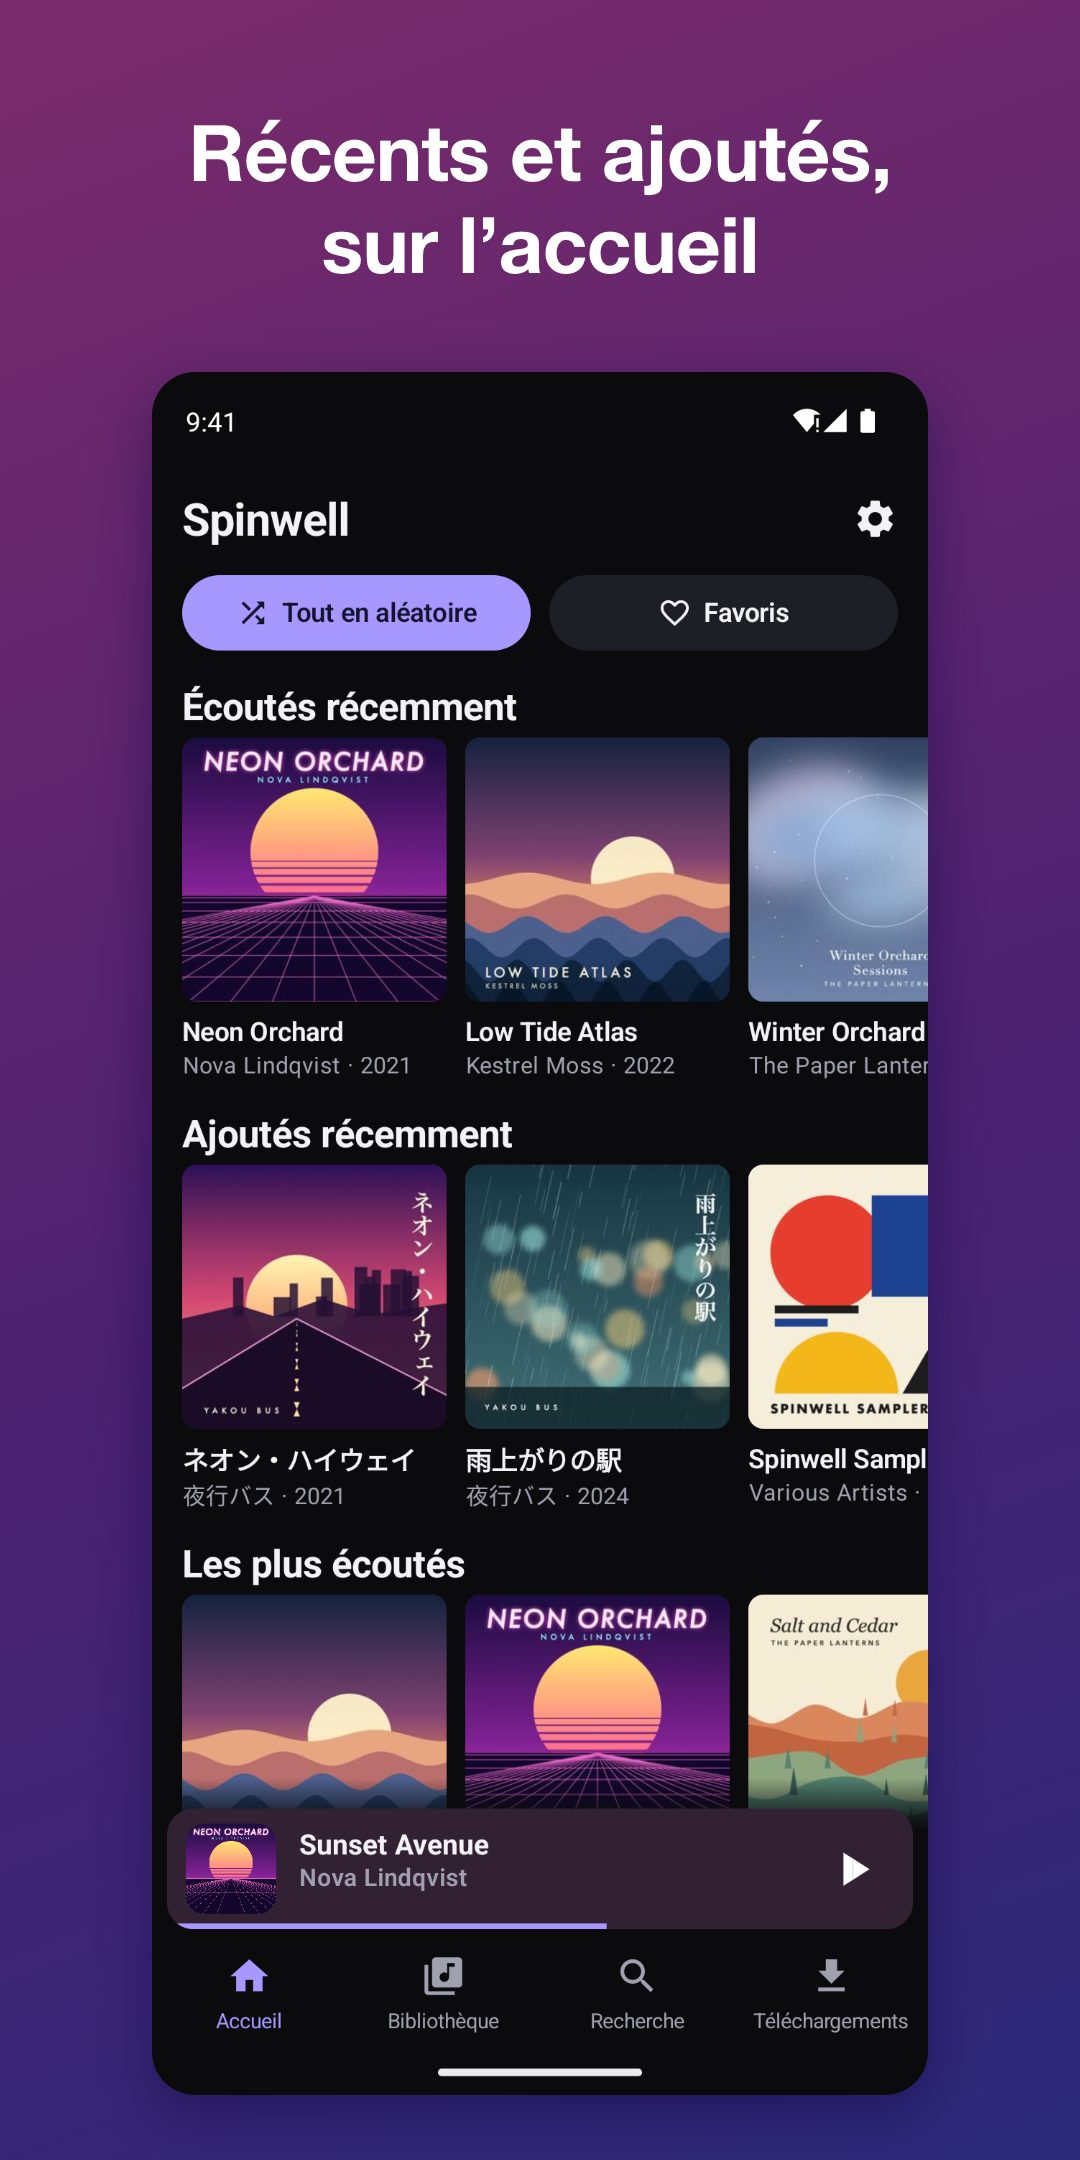 Récents et ajoutés,
sur l’accueil
9:41
Spinwell
Tout en aléatoire
Favoris
Écoutés récemment
NEON ORCHARD
NOVA LINDQVIST
LOW TIDE ATLAS
KESTREL MOSS
Winter Orchard
Sessions
THE PAPER LANTERN
Neon Orchard
Nova Lindqvist · 2021
Low Tide Atlas
Kestrel Moss · 2022
Winter Orchard
The Paper Lanter
Ajoutés récemment
ネオン・ハイウェイ
YAKOU BUS
雨上がりの駅
YAKOU BUS
SPINWELL SAMPLER
ネオン・ハイウェイ
夜行バス · 2021
雨上がりの駅
夜行バス · 2024
Spinwell Sampl
Various Artists ·
Les plus écoutés
NEON ORCHARD
NOVA LINDQVIST
Salt and Cedar
THE PAPER LANTERNS
NEON ORCHARD
Sunset Avenue
Nova Lindqvist
Accueil
Bibliothèque
Recherche
Téléchargements